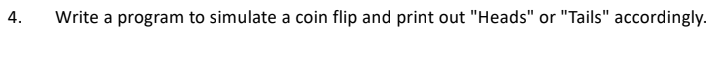 4. Write a program to simulate a coin flip and print out "Heads" or "Tails" accordingly.